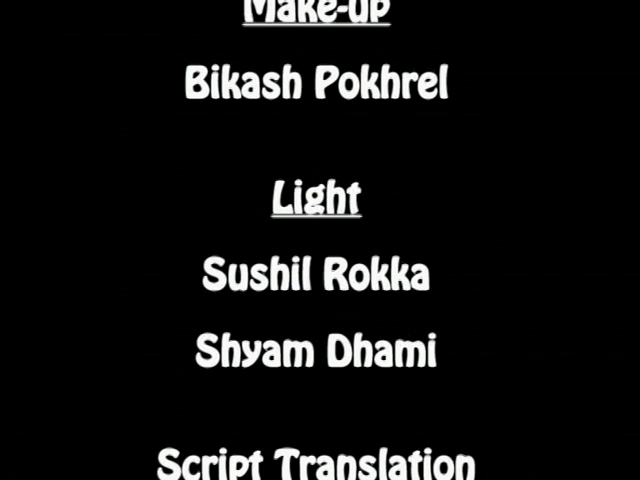 Make-up
Bikash Pokhrel
Light
Sushil Rokka
Shyam Dhami
Script Translation